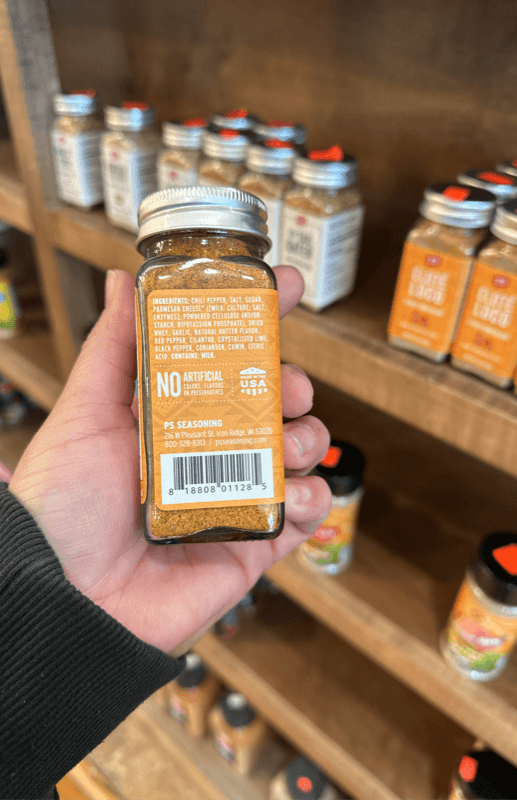 INGREDIENTS: CHILI PEPPER, SALT, SUGAR,
PARMESAN CHEESE* ( MILK, CULTURE, SALT,
ENZYMES), POWDERED CELLULOSE AND/OR
STARCH, DIPOTASSIUM PHOSPHATE), DRIED
WHEY, GARLIC, NATURAL BUTTER FLAVOR,
RED PEPPER, CILANTRO, CRYSTALLIZED LIME,
BLACK PEPPER, CORIANDER, CUMIN, CITRIC
ACID. CONTAINS: MILK.
NO ARTIFICIAL
COLORS, FLAVORS
OR PRESERVATIVES
MADE IN THE
USA
PS SEASONING
216 W Pleasant St, Iron Ridge, WI 53035
800-328-8313 / psseasoning.com
8 18808 01128 5
ELOTE
LOCO
ELOTE
LOCO